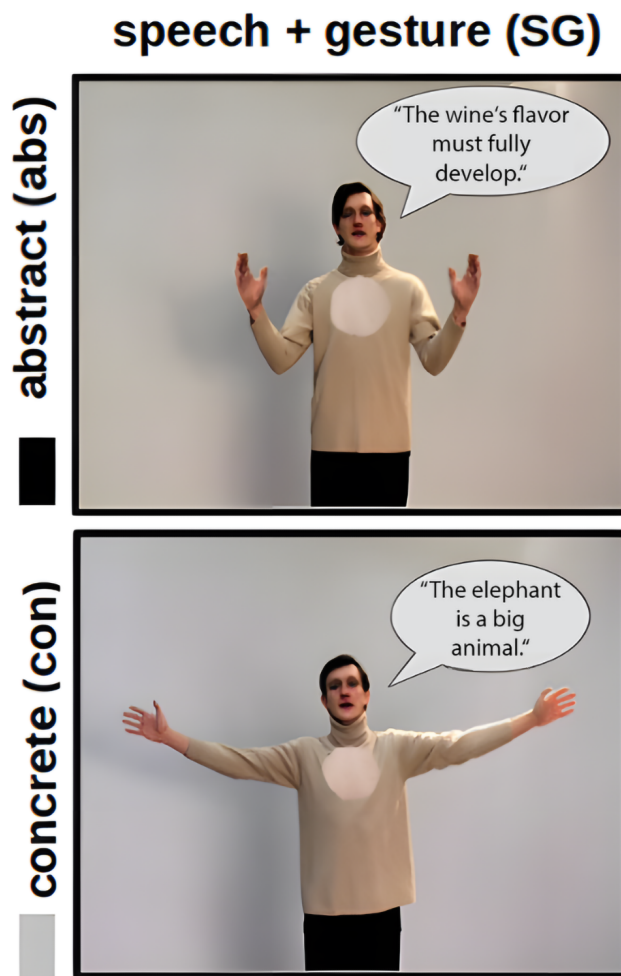 speech + gesture (SG)
abstract (abs)
“The wine‘s flavor
must fully
develop.“
concrete (con)
“The elephant
is a big
animal.“